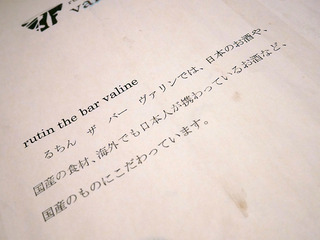 va
rutin the bar valine
るちん ザ バー ヴァリンでは、日本のお酒や、
国産の食材、海外でも日本人が携わっているお酒など、
国産のものにこだわっています。